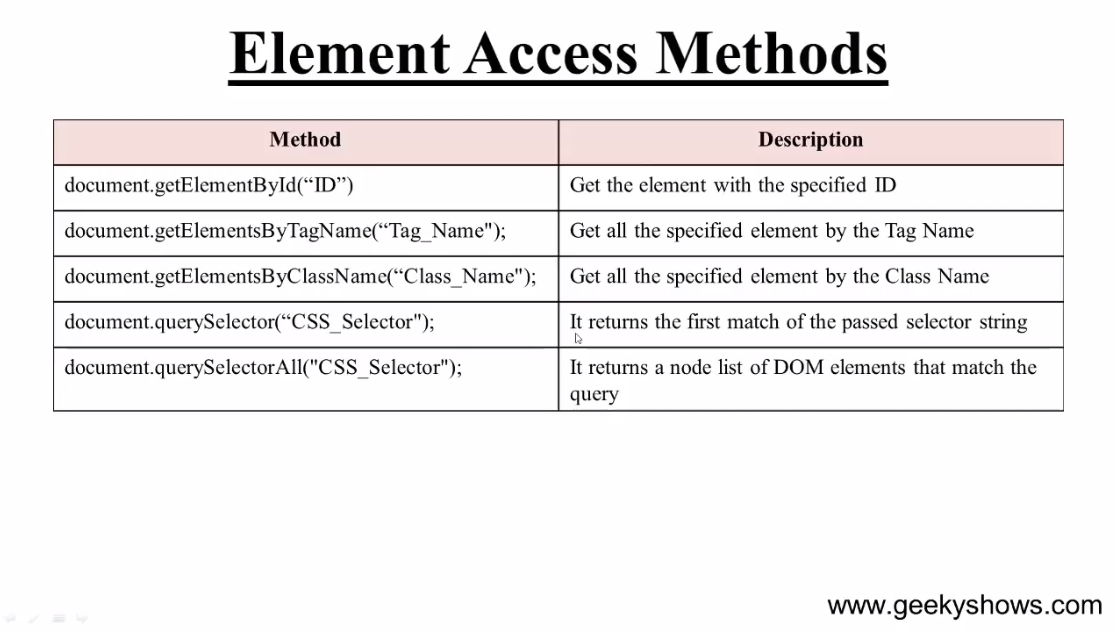 Element Access Methods
Method Description
document.getElementById(“ID”) Get the element with the specified ID
document.getElementsByTagName(“Tag_Name"); Get all the specified element by the Tag Name
document.getElementsByClassName(“Class_Name"); Get all the specified element by the Class Name
document.querySelector(“CSS_Selector"); It returns the first match of the passed selector string
document.querySelectorAll("CSS_Selector"); It returns a node list of DOM elements that match the
query
www.geekyshows.com